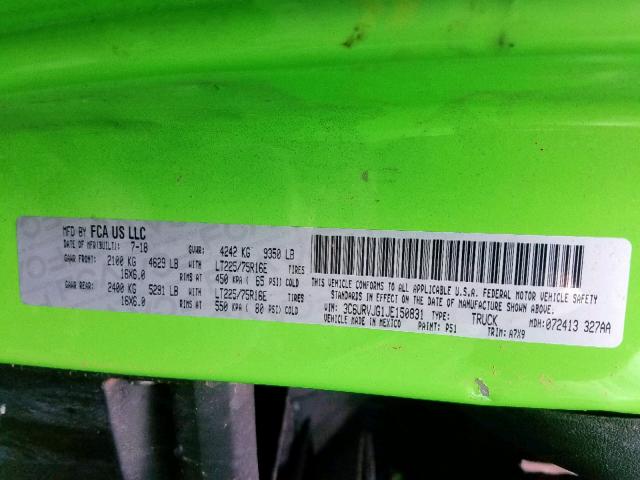 MFD BY FCA US LLC
DATE OF MFR(BUILT): 7-18 GVWR: 4242 KG 9350 LB
GAWR FRONT: 2100 KG 4629 LB WITH LT225/75R16E TIRES
16X6.0 RIMS AT 450 KPA ( 65 PSI) COLD
GAWR REAR: 2400 KG 5291 LB WITH LT225/75R16E TIRES
16X6.0 RIMS AT 550 KPA ( 80 PSI) COLD
THIS VEHICLE CONFORMS TO ALL APPLICABLE U.S.A. FEDERAL MOTOR VEHICLE SAFETY
STANDARDS IN EFFECT ON THE DATE OF MANUFACTURE SHOWN ABOVE.
VIN: 3C6URVJG1JE150831 TYPE: TRUCK MDH: 072413 327AA
VEHICLE MADE IN MEXICO PAINT: P51 TRIM: A7X9